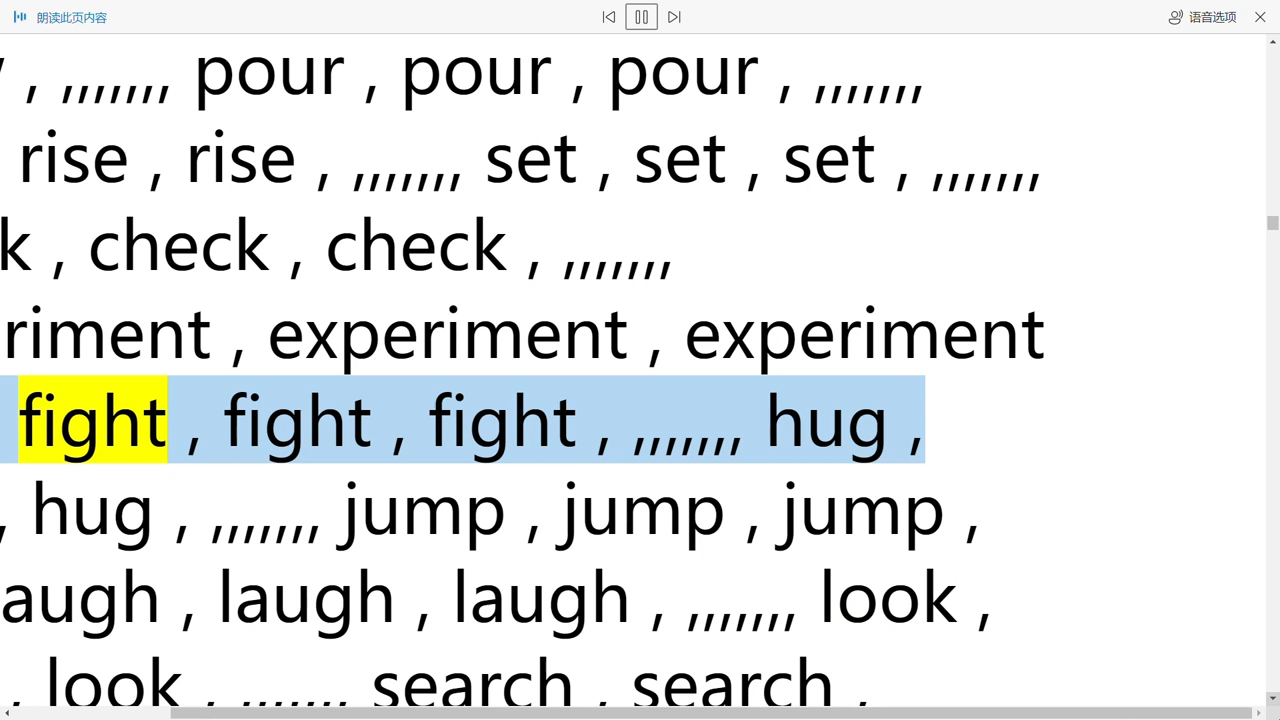 朗读此页内容 语音选项
, ,,,,,,, pour , pour , pour , ,,,,,,,
rise , rise , ,,,,,,, set , set , set , ,,,,,,,
k , check , check , ,,,,,,,
riment , experiment , experiment
fight , fight , fight , ,,,,,,, hug ,
, hug , ,,,,,,, jump , jump , jump ,
augh , laugh , laugh , ,,,,,,, look ,
, look , ,,,,,,, search , search ,